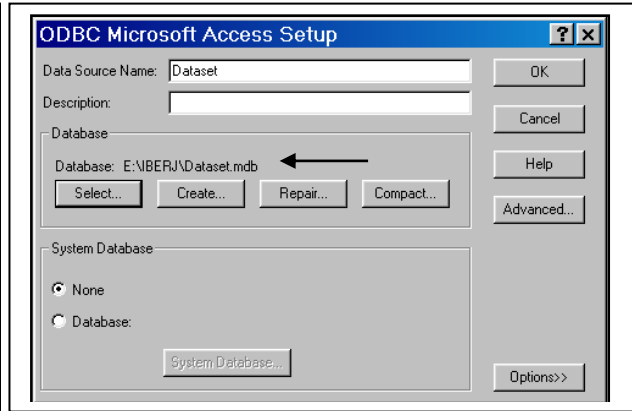 ODBC Microsoft Access Setup
Data Source Name: Dataset
OK
Description:
Cancel
Database
Database: E:\IBERJ\Dataset.mdb
Help
Select... Create... Repair... Compact...
Advanced...
System Database
None
Database:
System Database...
Options>>